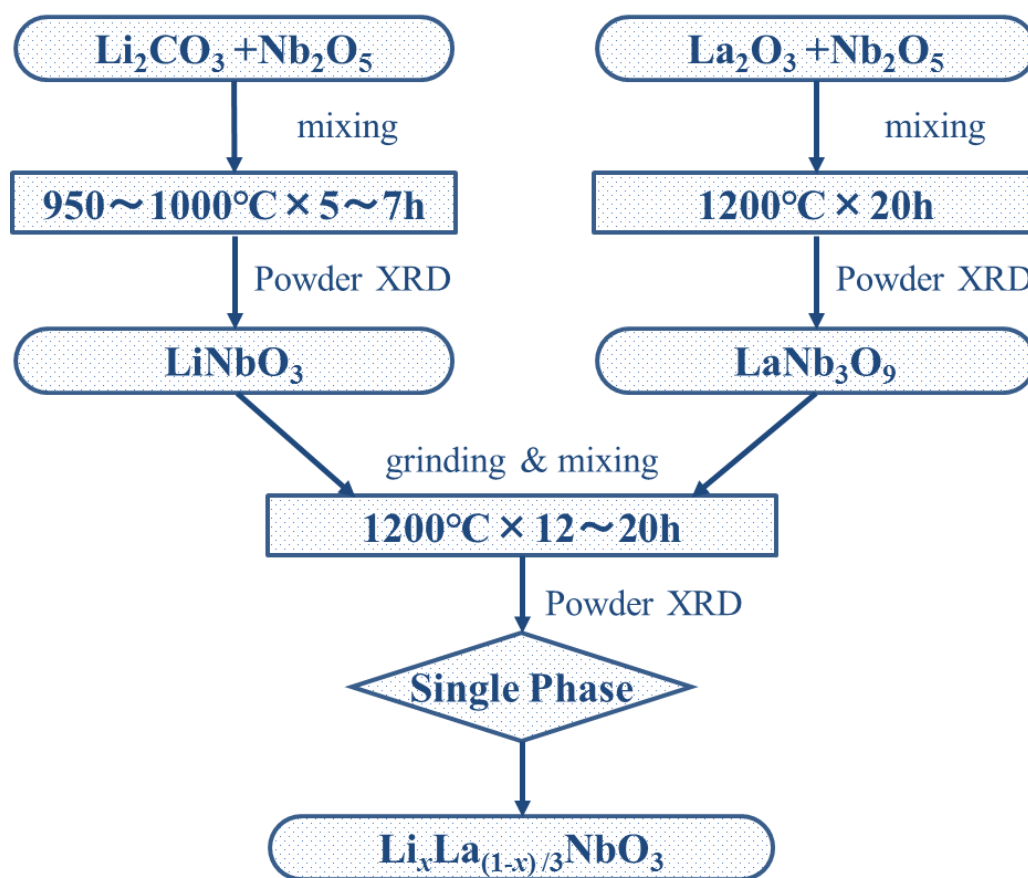 Li₂CO₃ +Nb₂O₅
La₂O₃ +Nb₂O₅
mixing
mixing
950～1000℃×5～7h
1200℃×20h
Powder XRD
Powder XRD
LiNbO₃
LaNb₃O₉
grinding & mixing
1200℃×12～20h
Powder XRD
Single Phase
LiₓLa₍₁₋ₓ₎/₃NbO₃